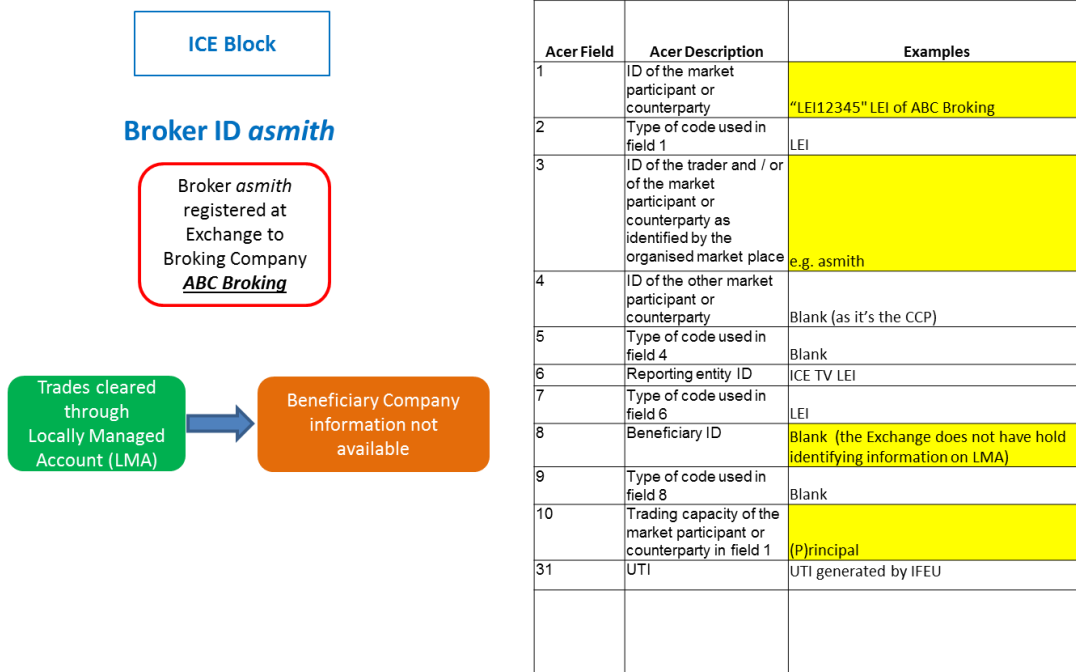 ICE Block
Broker ID asmith
Broker asmith
registered at
Exchange to
Broking Company
ABC Broking
Trades cleared
through
Locally Managed
Account (LMA)
Beneficiary Company
information not
available
Acer Field Acer Description Examples
1 ID of the market
participant or
counterparty “LEI12345" LEI of ABC Broking
2 Type of code used in
field 1 LEI
3 ID of the trader and / or
of the market
participant or
counterparty as
identified by the
organised market place e.g. asmith
4 ID of the other market
participant or
counterparty Blank (as it’s the CCP)
5 Type of code used in
field 4 Blank
6 Reporting entity ID ICE TV LEI
7 Type of code used in
field 6 LEI
8 Beneficiary ID Blank (the Exchange does not have hold
identifying information on LMA)
9 Type of code used in
field 8 Blank
10 Trading capacity of the
market participant or
counterparty in field 1 (P)rincipal
31 UTI UTI generated by IFEU